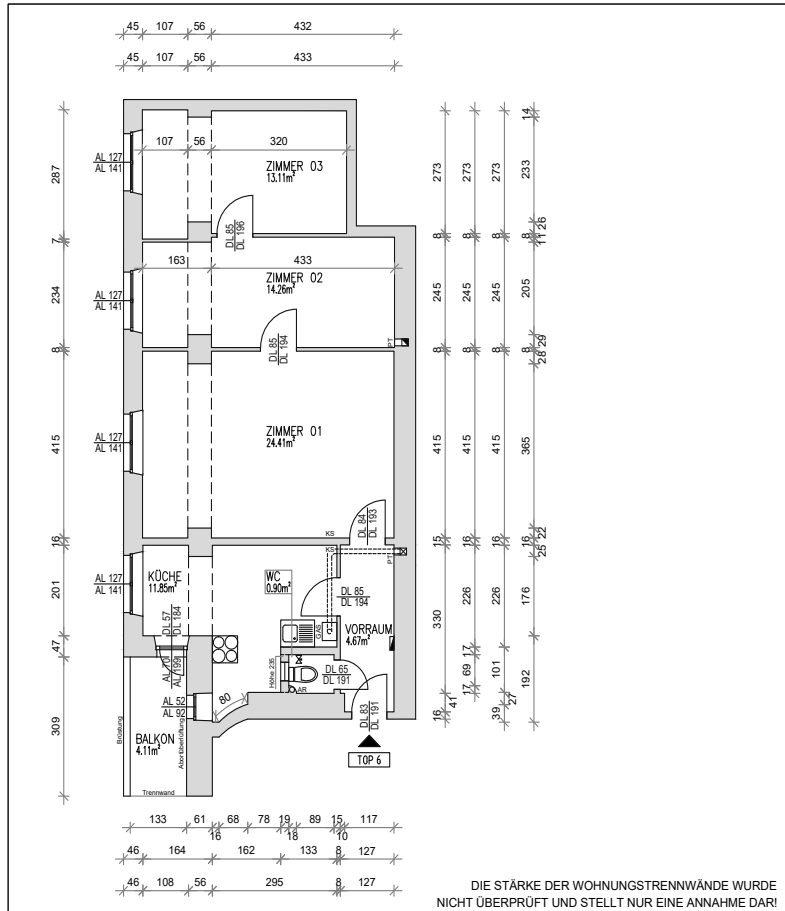 45 107 56 432
45 107 56 433
107 56 320
AL 127
AL 141
ZIMMER 03
13.11m²
DL 85
DL 196
163 433
ZIMMER 02
14.26m²
AL 127
AL 141
PT
DL 85
DL 194
ZIMMER 01
24.41m²
AL 127
AL 141
DL 84
DL 193
KS
KS
PT
KÜCHE
11.85m²
AL 127
AL 141
WC
0.90m²
DL 85
DL 194
DL 57
DL 184
GAS
VORRAUM
4.67m²
AL 70
AL 199
Höhe 235
DL 65
DL 191
AR
80
AL 52
AL 92
DL 83
DL 191
BALKON
4.11m²
Brüstung
Abortüberlüftung
Trennwand
TOP 6
287
7
234
8
415
16
201
47
309
273
8
245
8
415
15
330
41
16
273
8
245
8
415
16
226
17
69
17
273
8
245
8
415
16
226
101
27
39
14
233
26
8
11
205
29
8
28
365
22
16
25
176
192
133 61 68 78 19 89 15 117
16 18 10
46 164 162 133 8 127
46 108 56 295 8 127
DIE STÄRKE DER WOHNUNGSTRENNWÄNDE WURDE
NICHT ÜBERPRÜFT UND STELLT NUR EINE ANNAHME DAR!